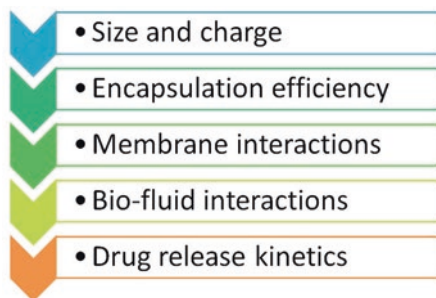 • Size and charge
• Encapsulation efficiency
• Membrane interactions
• Bio-fluid interactions
• Drug release kinetics